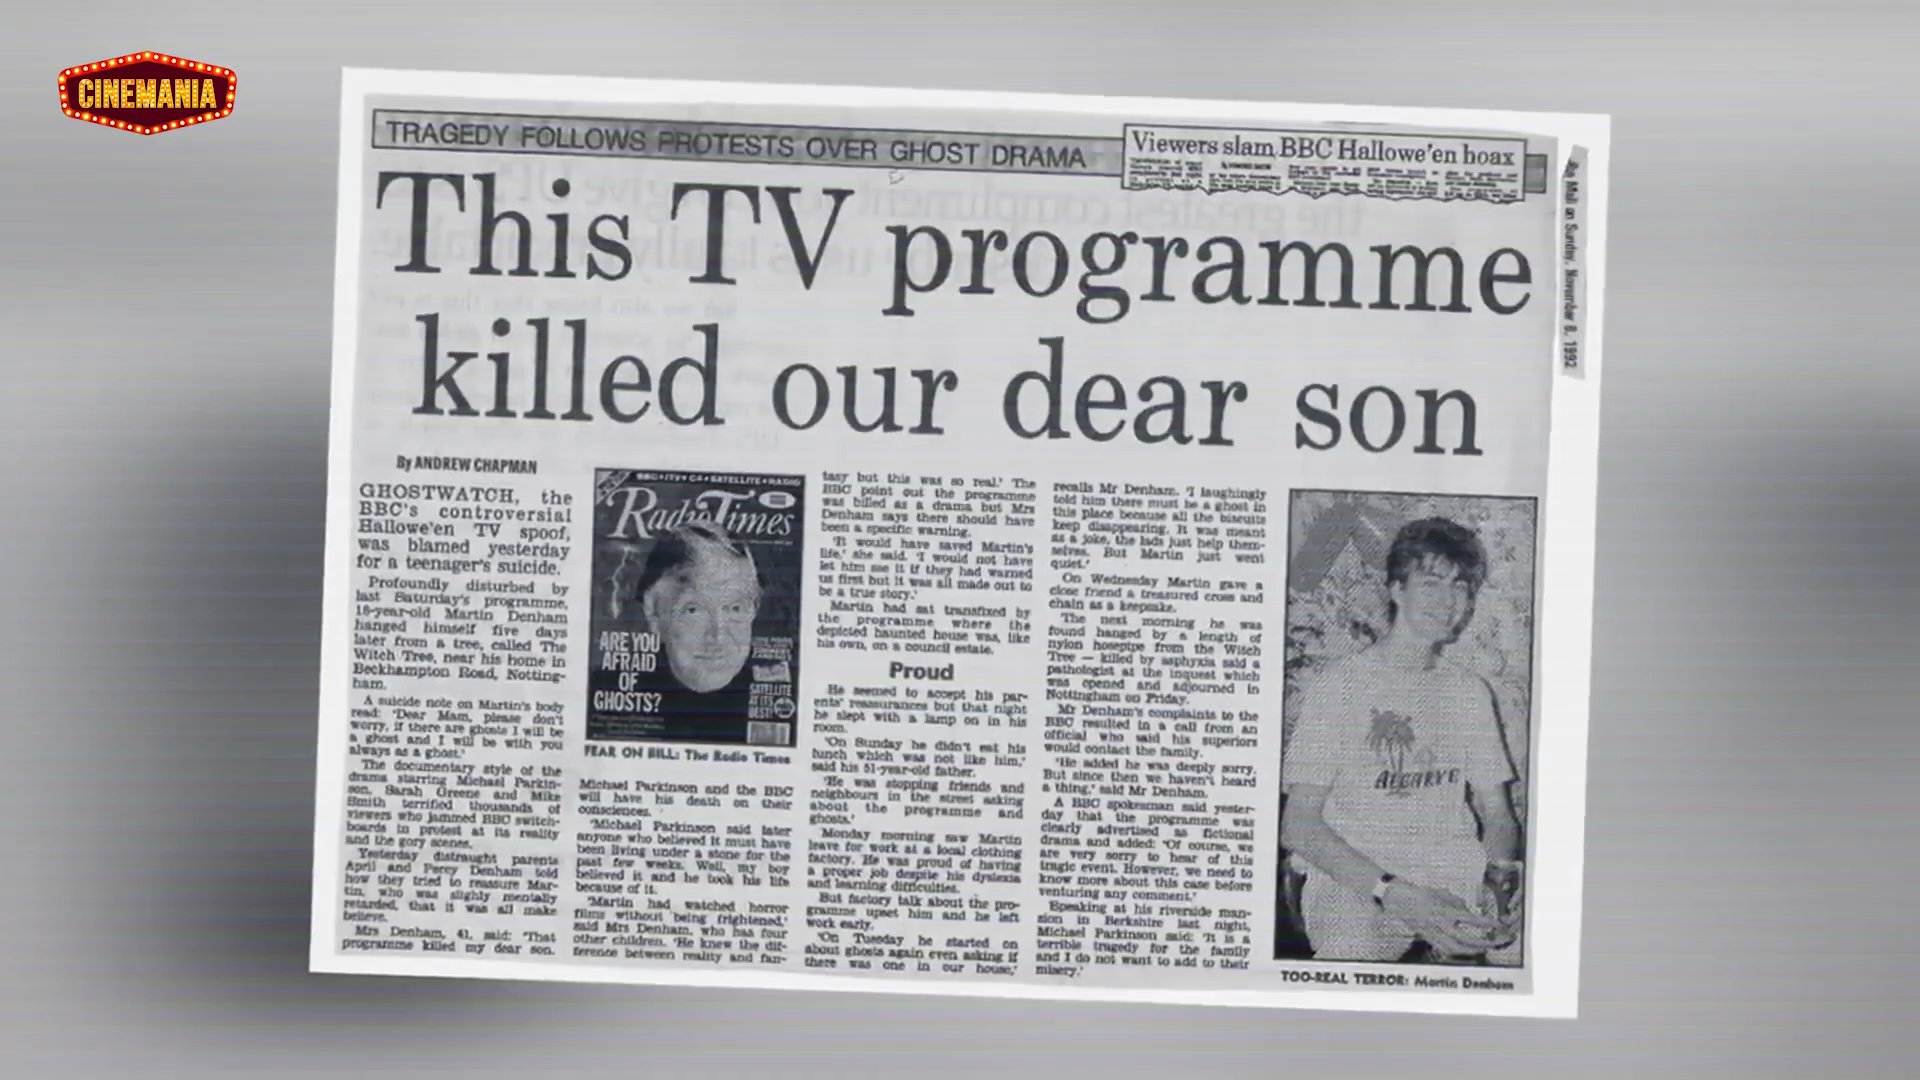 CINEMANIA
TRAGEDY FOLLOWS PROTESTS OVER GHOST DRAMA
Viewers slam BBC Hallowe'en hoax
This TV programme
killed our dear son
By ANDREW CHAPMAN
GHOSTWATCH, the
BBC's controversial
Hallowe'en TV spoof,
was blamed yesterday
for a teenager's suicide.
Profoundly disturbed by
last Saturday's programme,
18-year-old Martin Denham
hanged himself five days
later from a tree, called The
Witch Tree, near his home in
Beckhampton Road, Notting-
ham.
A suicide note on Martin's body
read: 'Dear Mam, please don't
worry, if there are ghosts I will be
a ghost and I will be with you
always as a ghost.'
The documentary style of the
drama starring Michael Parkin-
son, Sarah Greene and Mike
Smith terrified thousands of
viewers who jammed BBC switch-
boards in protest at its reality
and the gory scenes.
Yesterday distraught parents
April and Percy Denham told
how they tried to reassure Mar-
tin, who was slightly mentally
retarded, that it was all make
believe.
Mrs Denham, 41, said: 'That
programme killed my dear son.
BBC • ITV • C4 • SATELLITE • RADIO
Radio Times
ARE YOU
AFRAID
OF
GHOSTS?
SATELLITE
AT ITS
BEST!
FEAR ON BILL: The Radio Times
Michael Parkinson and the BBC
will have his death on their
consciences.
'Michael Parkinson said later
anyone who believed it must have
been living under a stone for the
past few weeks. Well, my boy
believed it and he took his life
because of it.
'Martin had watched horror
films without being frightened,'
said Mrs Denham, who has four
other children. 'He knew the dif-
ference between reality and fan-
tasy but this was so real.' The
BBC point out the programme
was billed as a drama but Mrs
Denham says there should have
been a specific warning.
'It would have saved Martin's
life,' she said. 'I would not have
let him see it if they had warned
us first but it was all made out to
be a true story.'
Martin had sat transfixed by
the programme where the
depicted haunted house was, like
his own, on a council estate.
Proud
He seemed to accept his par-
ents' reassurances but that night
he slept with a lamp on in his
room.
'On Sunday he didn't eat his
lunch which was not like him,'
said his 51-year-old father.
'He was stopping friends and
neighbours in the street asking
about the programme and
ghosts.'
Monday morning saw Martin
leave for work at a local clothing
factory. He was proud of having
a proper job despite his dyslexia
and learning difficulties.
But factory talk about the pro-
gramme upset him and he left
work early.
'On Tuesday he started on
about ghosts again even asking if
there was one in our house,'
recalls Mr Denham. 'I laughingly
told him there must be a ghost in
this place because all the biscuits
keep disappearing. It was meant
as a joke, the lads just help them-
selves. But Martin just went
quiet.'
On Wednesday Martin gave a
close friend a treasured cross and
chain as a keepsake.
The next morning he was
found hanged by a length of
nylon hosepipe from the Witch
Tree — killed by asphyxia said a
pathologist at the inquest which
was opened and adjourned in
Nottingham on Friday.
Mr Denham's complaints to the
BBC resulted in a call from an
official who said his superiors
would contact the family.
'He added he was deeply sorry.
But since then we haven't heard
a thing,' said Mr Denham.
A BBC spokesman said yester-
day that the programme was
clearly advertised as fictional
drama and added: 'Of course, we
are very sorry to hear of this
tragic event. However, we need to
know more about this case before
venturing any comment.'
Speaking at his riverside man-
sion in Berkshire last night,
Michael Parkinson said: 'It is a
terrible tragedy for the family
and I do not want to add to their
misery.'
ALGARVE
TOO-REAL TERROR: Martin Denham
Mail on Sunday, November 8, 1992